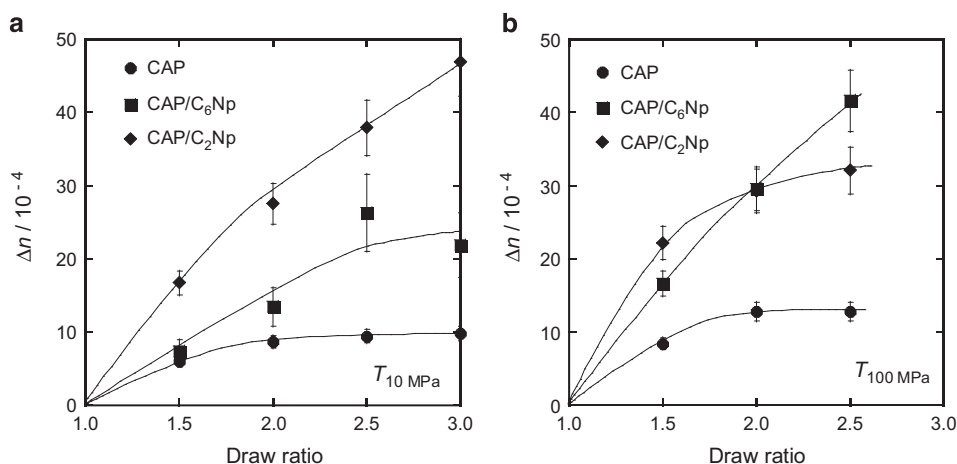 a
50
40
30
20
10
0
Δn / 10⁻⁴
CAP
CAP/C₆Np
CAP/C₂Np
T₁₀ MPa
1.0 1.5 2.0 2.5 3.0
Draw ratio
b
50
40
30
20
10
0
Δn / 10⁻⁴
CAP
CAP/C₆Np
CAP/C₂Np
T₁₀₀ MPa
1.0 1.5 2.0 2.5 3.0
Draw ratio